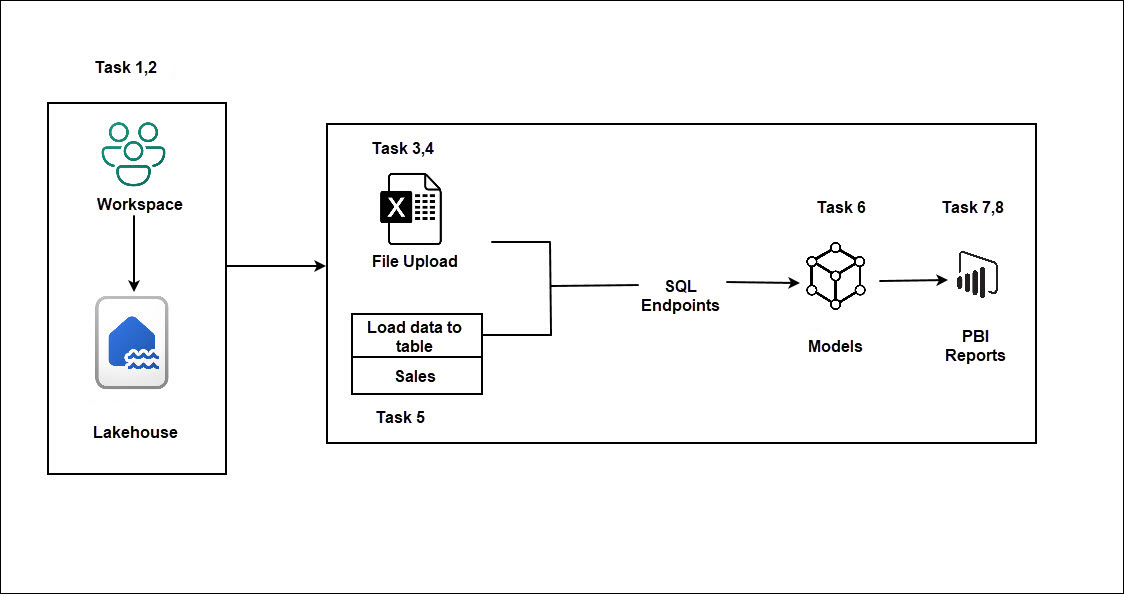 Task 1,2
Workspace
Lakehouse
Task 3,4
X
File Upload
Load data to
table
Sales
Task 5
SQL
Endpoints
Task 6
Models
Task 7,8
PBI
Reports